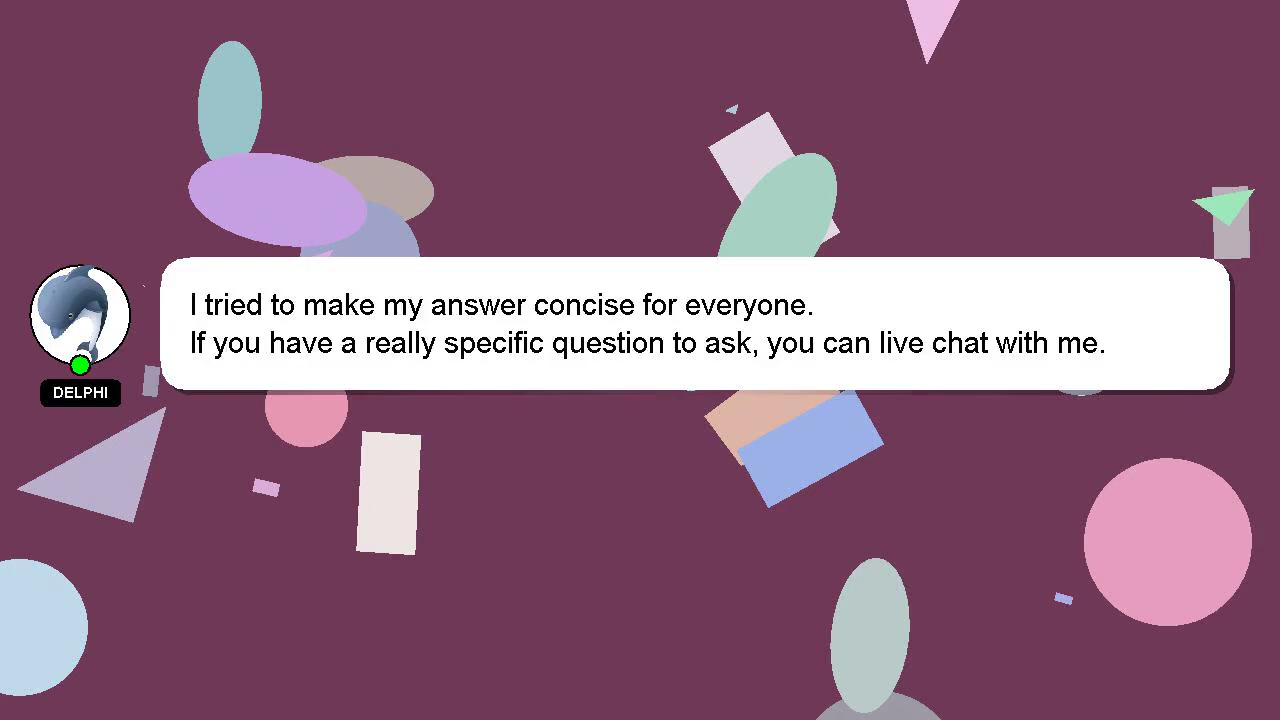 I tried to make my answer concise for everyone.
If you have a really specific question to ask, you can live chat with me.
DELPHI